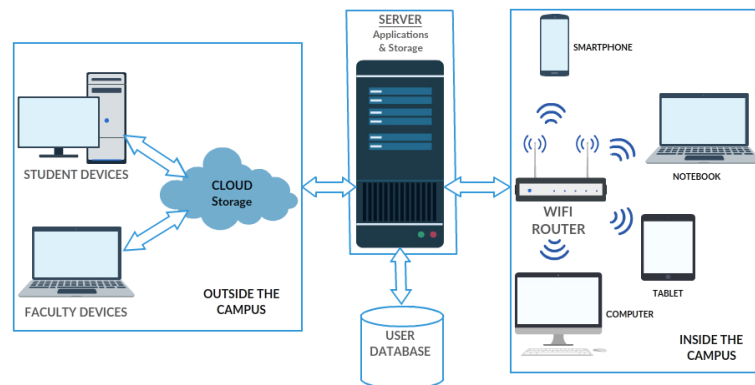 STUDENT DEVICES
CLOUD
Storage
FACULTY DEVICES
OUTSIDE THE
CAMPUS
SERVER
Applications
& Storage
USER
DATABASE
SMARTPHONE
NOTEBOOK
WIFI
ROUTER
TABLET
COMPUTER
INSIDE THE
CAMPUS